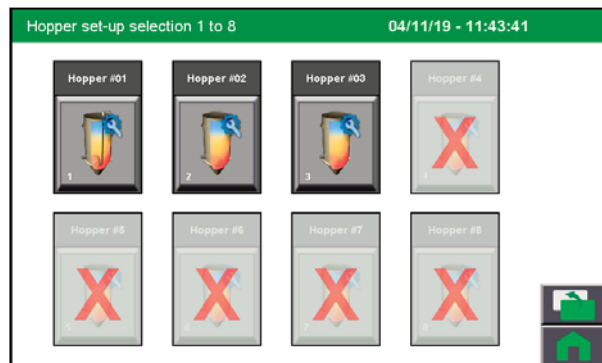 Hopper set-up selection 1 to 8 04/11/19 - 11:43:41
Hopper #01 Hopper #02 Hopper #03 Hopper #4
1 2 3 4
Hopper #5 Hopper #6 Hopper #7 Hopper #8
5 6 7 8